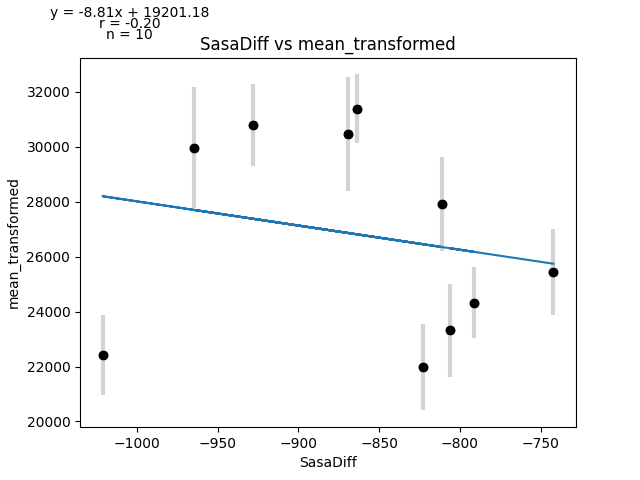 y = -8.81x + 19201.18
r = -0.20
n = 10
SasaDiff vs mean_transformed
32000
30000
28000
26000
24000
22000
20000
mean_transformed
−1000
−950
−900
−850
−800
−750
SasaDiff